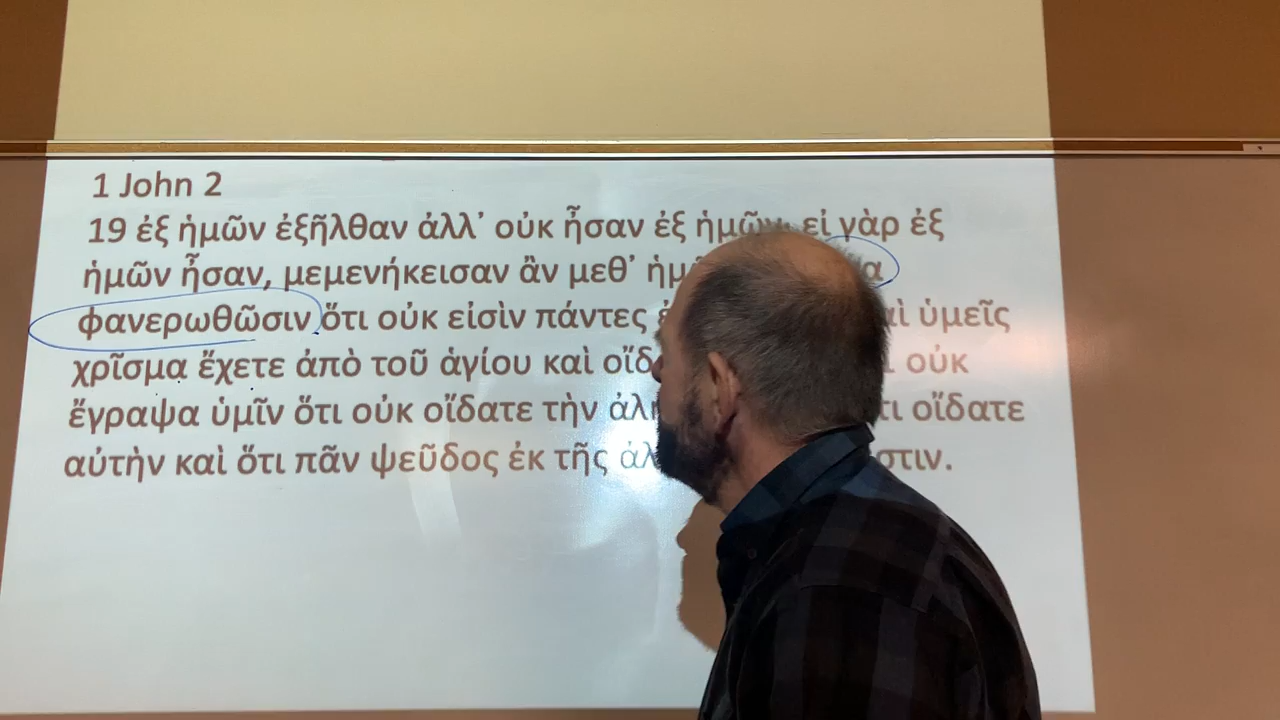 1 John 2
19 ἐξ ἡμῶν ἐξῆλθαν ἀλλ᾽ οὐκ ἦσαν ἐξ ἡμῶν· εἰ γὰρ ἐξ
ἡμῶν ἦσαν, μεμενήκεισαν ἂν μεθ᾽
φανερωθῶσιν ὅτι οὐκ εἰσὶν πάντες ὑμεῖς
χρῖσμα ἔχετε ἀπὸ τοῦ ἁγίου καὶ οὐκ
ἔγραψα ὑμῖν ὅτι οὐκ οἴδατε τὴν οἴδατε
αὐτὴν καὶ ὅτι πᾶν ψεῦδος ἐκ τῆς